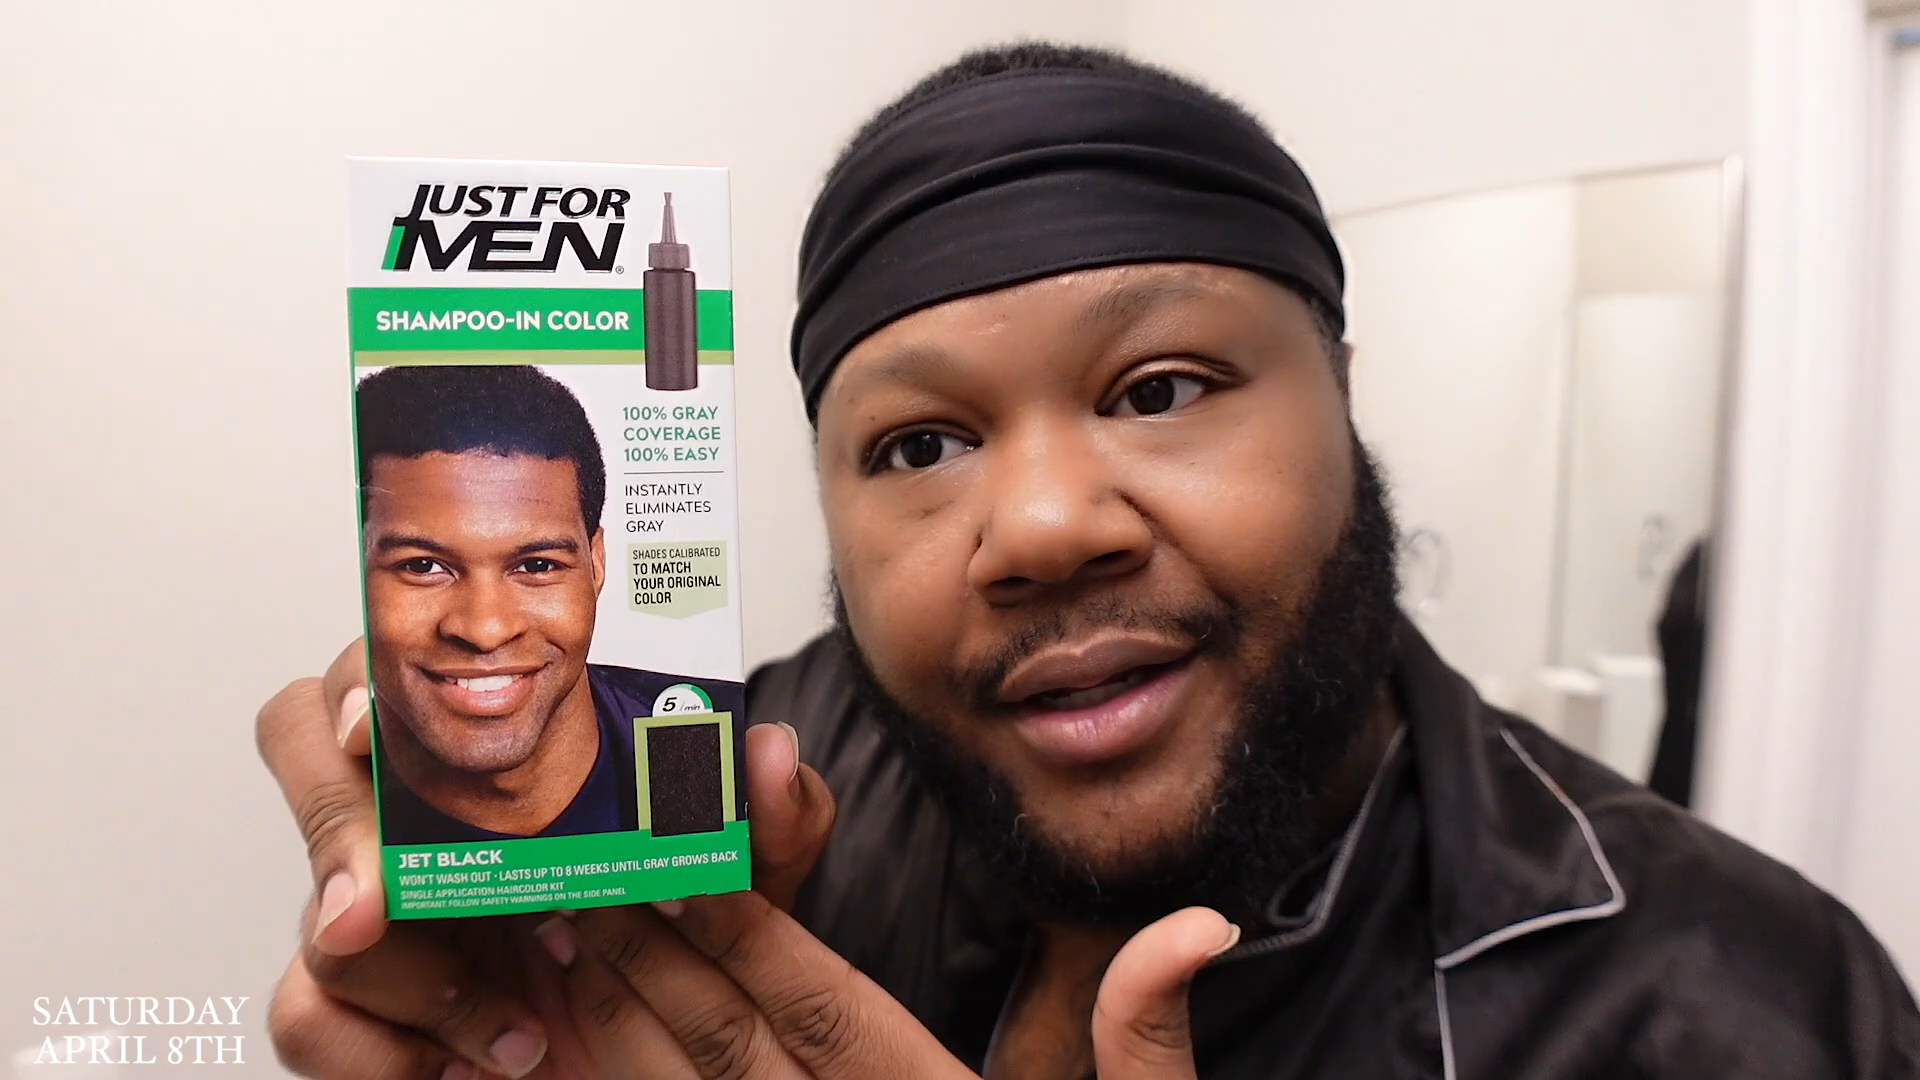 JUST FOR
MEN®
SHAMPOO-IN COLOR
100% GRAY
COVERAGE
100% EASY
INSTANTLY
ELIMINATES
GRAY
SHADES CALIBRATED
TO MATCH
YOUR ORIGINAL
COLOR
5 min
JET BLACK
WON'T WASH OUT · LASTS UP TO 8 WEEKS UNTIL GRAY GROWS BACK
SINGLE APPLICATION HAIRCOLOR KIT
IMPORTANT: FOLLOW SAFETY WARNINGS ON THE SIDE PANEL
SATURDAY
APRIL 8TH